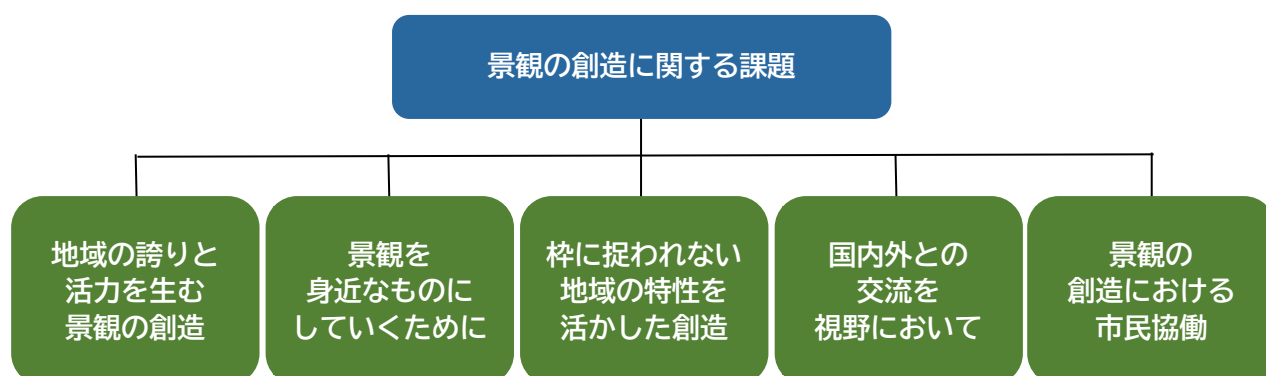 景観の創造に関する課題
地域の誇りと
活力を生む
景観の創造
景観を
身近なものに
していくために
枠に捉われない
地域の特性を
活かした創造
国内外との
交流を
視野において
景観の
創造における
市民協働